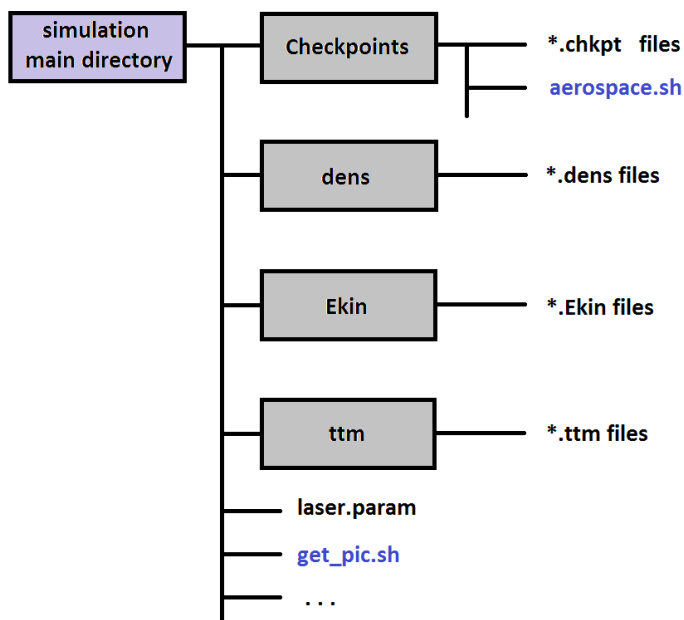 simulation
main directory
Checkpoints
*.chkpt files
aerospace.sh
dens
*.dens files
Ekin
*.Ekin files
ttm
*.ttm files
laser.param
get_pic.sh
. . .